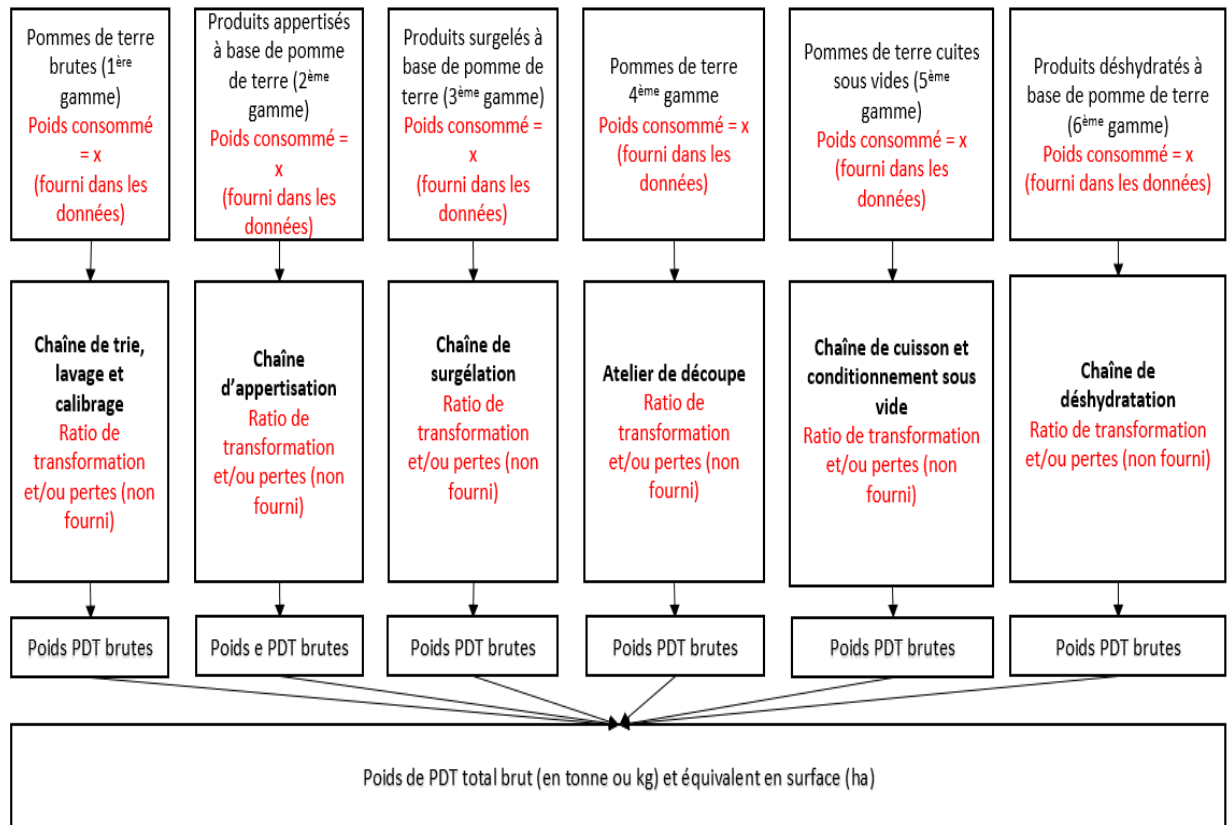 Pommes de terre
brutes (1ère
gamme)
Poids consommé
= x
(fourni dans les
données)
Produits appertisés
à base de pomme
de terre (2ème
gamme)
Poids consommé =
x
(fourni dans les
données)
Produits surgelés à
base de pomme de
terre (3ème gamme)
Poids consommé =
x
(fourni dans les
données)
Pommes de terre
4ème gamme
Poids consommé = x
(fourni dans les
données)
Pommes de terre cuites
sous vides (5ème
gamme)
Poids consommé = x
(fourni dans les
données)
Produits déshydratés à
base de pomme de terre
(6ème gamme)
Poids consommé = x
(fourni dans les données)
Chaîne de trie,
lavage et
calibrage
Ratio de
transformation
et/ou pertes (non
fourni)
Chaîne
d’appertisation
Ratio de
transformation
et/ou pertes (non
fourni)
Chaîne de
surgélation
Ratio de
transformation
et/ou pertes (non
fourni)
Atelier de découpe
Ratio de
transformation
et/ou pertes (non
fourni)
Chaîne de cuisson et
conditionnement sous
vide
Ratio de transformation
et/ou pertes (non
fourni)
Chaîne de
déshydratation
Ratio de transformation
et/ou pertes (non fourni)
Poids PDT brutes
Poids e PDT brutes
Poids PDT brutes
Poids PDT brutes
Poids PDT brutes
Poids PDT brutes
Poids de PDT total brut (en tonne ou kg) et équivalent en surface (ha)